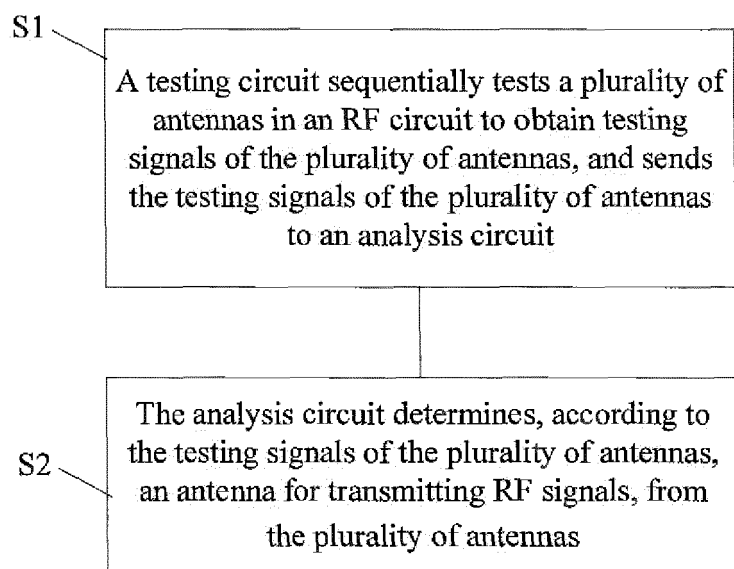 S1
A testing circuit sequentially tests a plurality of
antennas in an RF circuit to obtain testing
signals of the plurality of antennas, and sends
the testing signals of the plurality of antennas
to an analysis circuit
S2
The analysis circuit determines, according to
the testing signals of the plurality of antennas,
an antenna for transmitting RF signals, from
the plurality of antennas